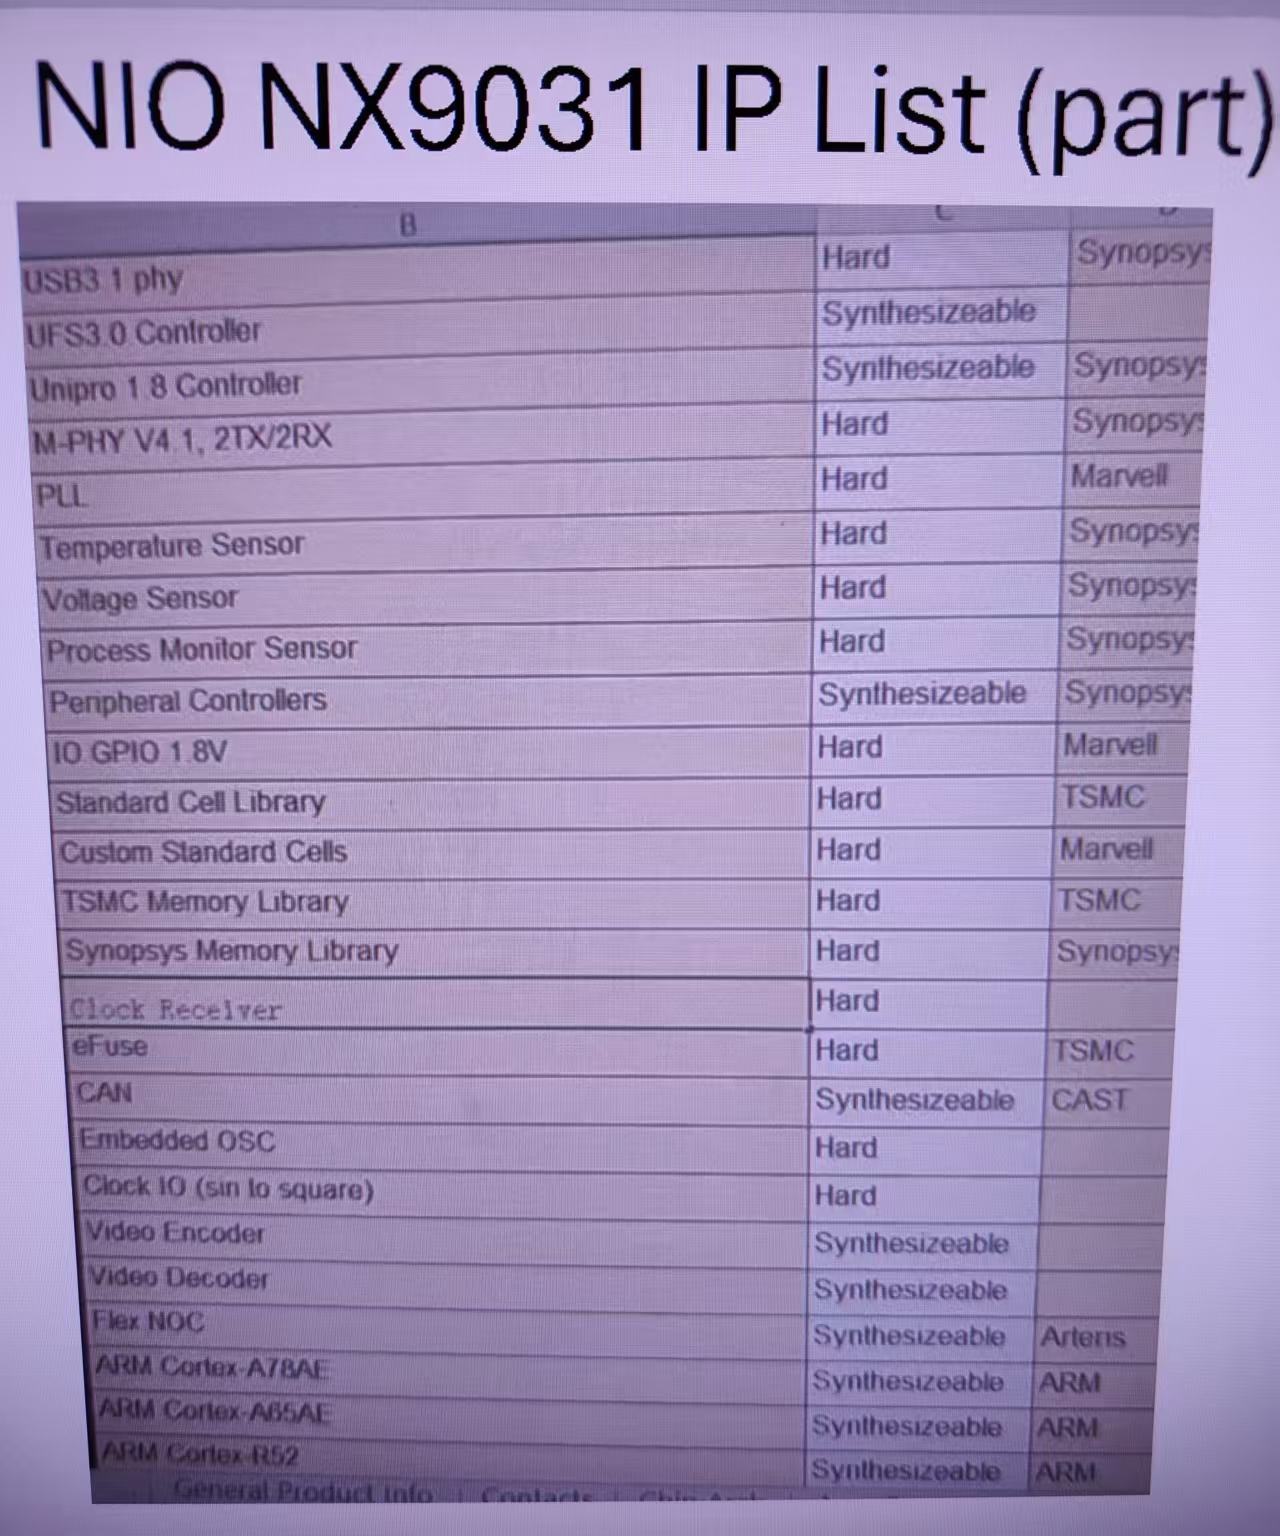 NIO NX9031 IP List (part)
B C D
USB3 1 phy Hard Synopsys
UFS3.0 Controller Synthesizeable
Unipro 1.8 Controller Synthesizeable Synopsys
M-PHY V4.1, 2TX/2RX Hard Synopsys
PLL Hard Marvell
Temperature Sensor Hard Synopsys
Voltage Sensor Hard Synopsys
Process Monitor Sensor Hard Synopsys
Peripheral Controllers Synthesizeable Synopsys
IO GPIO 1.8V Hard Marvell
Standard Cell Library Hard TSMC
Custom Standard Cells Hard Marvell
TSMC Memory Library Hard TSMC
Synopsys Memory Library Hard Synopsys
Clock Receiver Hard
eFuse Hard TSMC
CAN Synthesizeable CAST
Embedded OSC Hard
Clock IO (sin to square) Hard
Video Encoder Synthesizeable
Video Decoder Synthesizeable
Flex NOC Synthesizeable Arteris
ARM Cortex-A78AE Synthesizeable ARM
ARM Cortex-A65AE Synthesizeable ARM
ARM Cortex-R52 Synthesizeable ARM
General Product Info Contacts